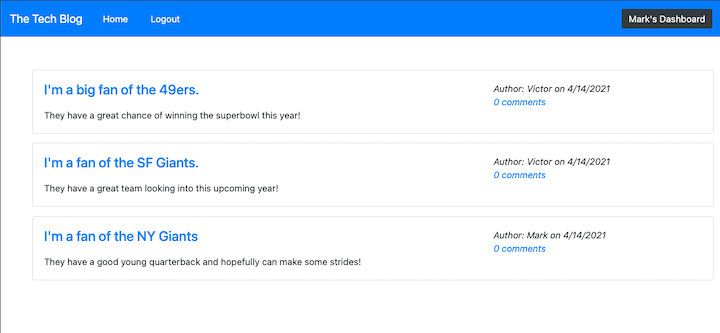 The Tech Blog Home Logout Mark's Dashboard
I'm a big fan of the 49ers.
Author: Victor on 4/14/2021
0 comments
They have a great chance of winning the superbowl this year!
I'm a fan of the SF Giants.
Author: Victor on 4/14/2021
0 comments
They have a great team looking into this upcoming year!
I'm a fan of the NY Giants
Author: Mark on 4/14/2021
0 comments
They have a good young quarterback and hopefully can make some strides!